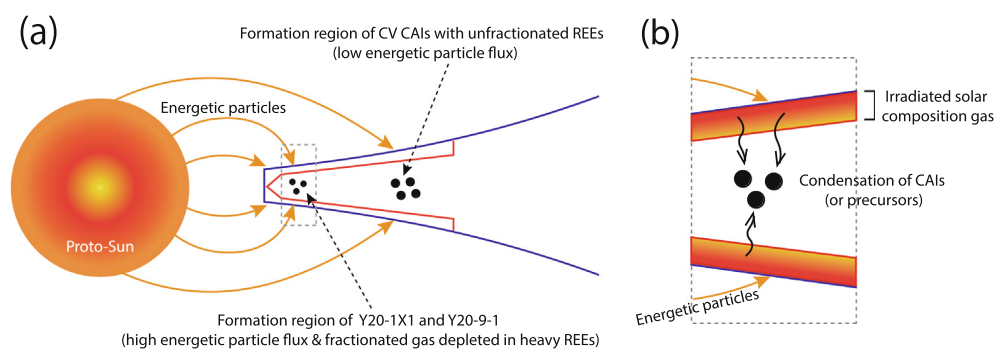 (a)
Formation region of CV CAIs with unfractionated REEs
(low energetic particle flux)
Energetic particles
Proto-Sun
Formation region of Y20-1X1 and Y20-9-1
(high energetic particle flux & fractionated gas depleted in heavy REEs)
(b)
Irradiated solar
composition gas
Condensation of CAIs
(or precursors)
Energetic particles